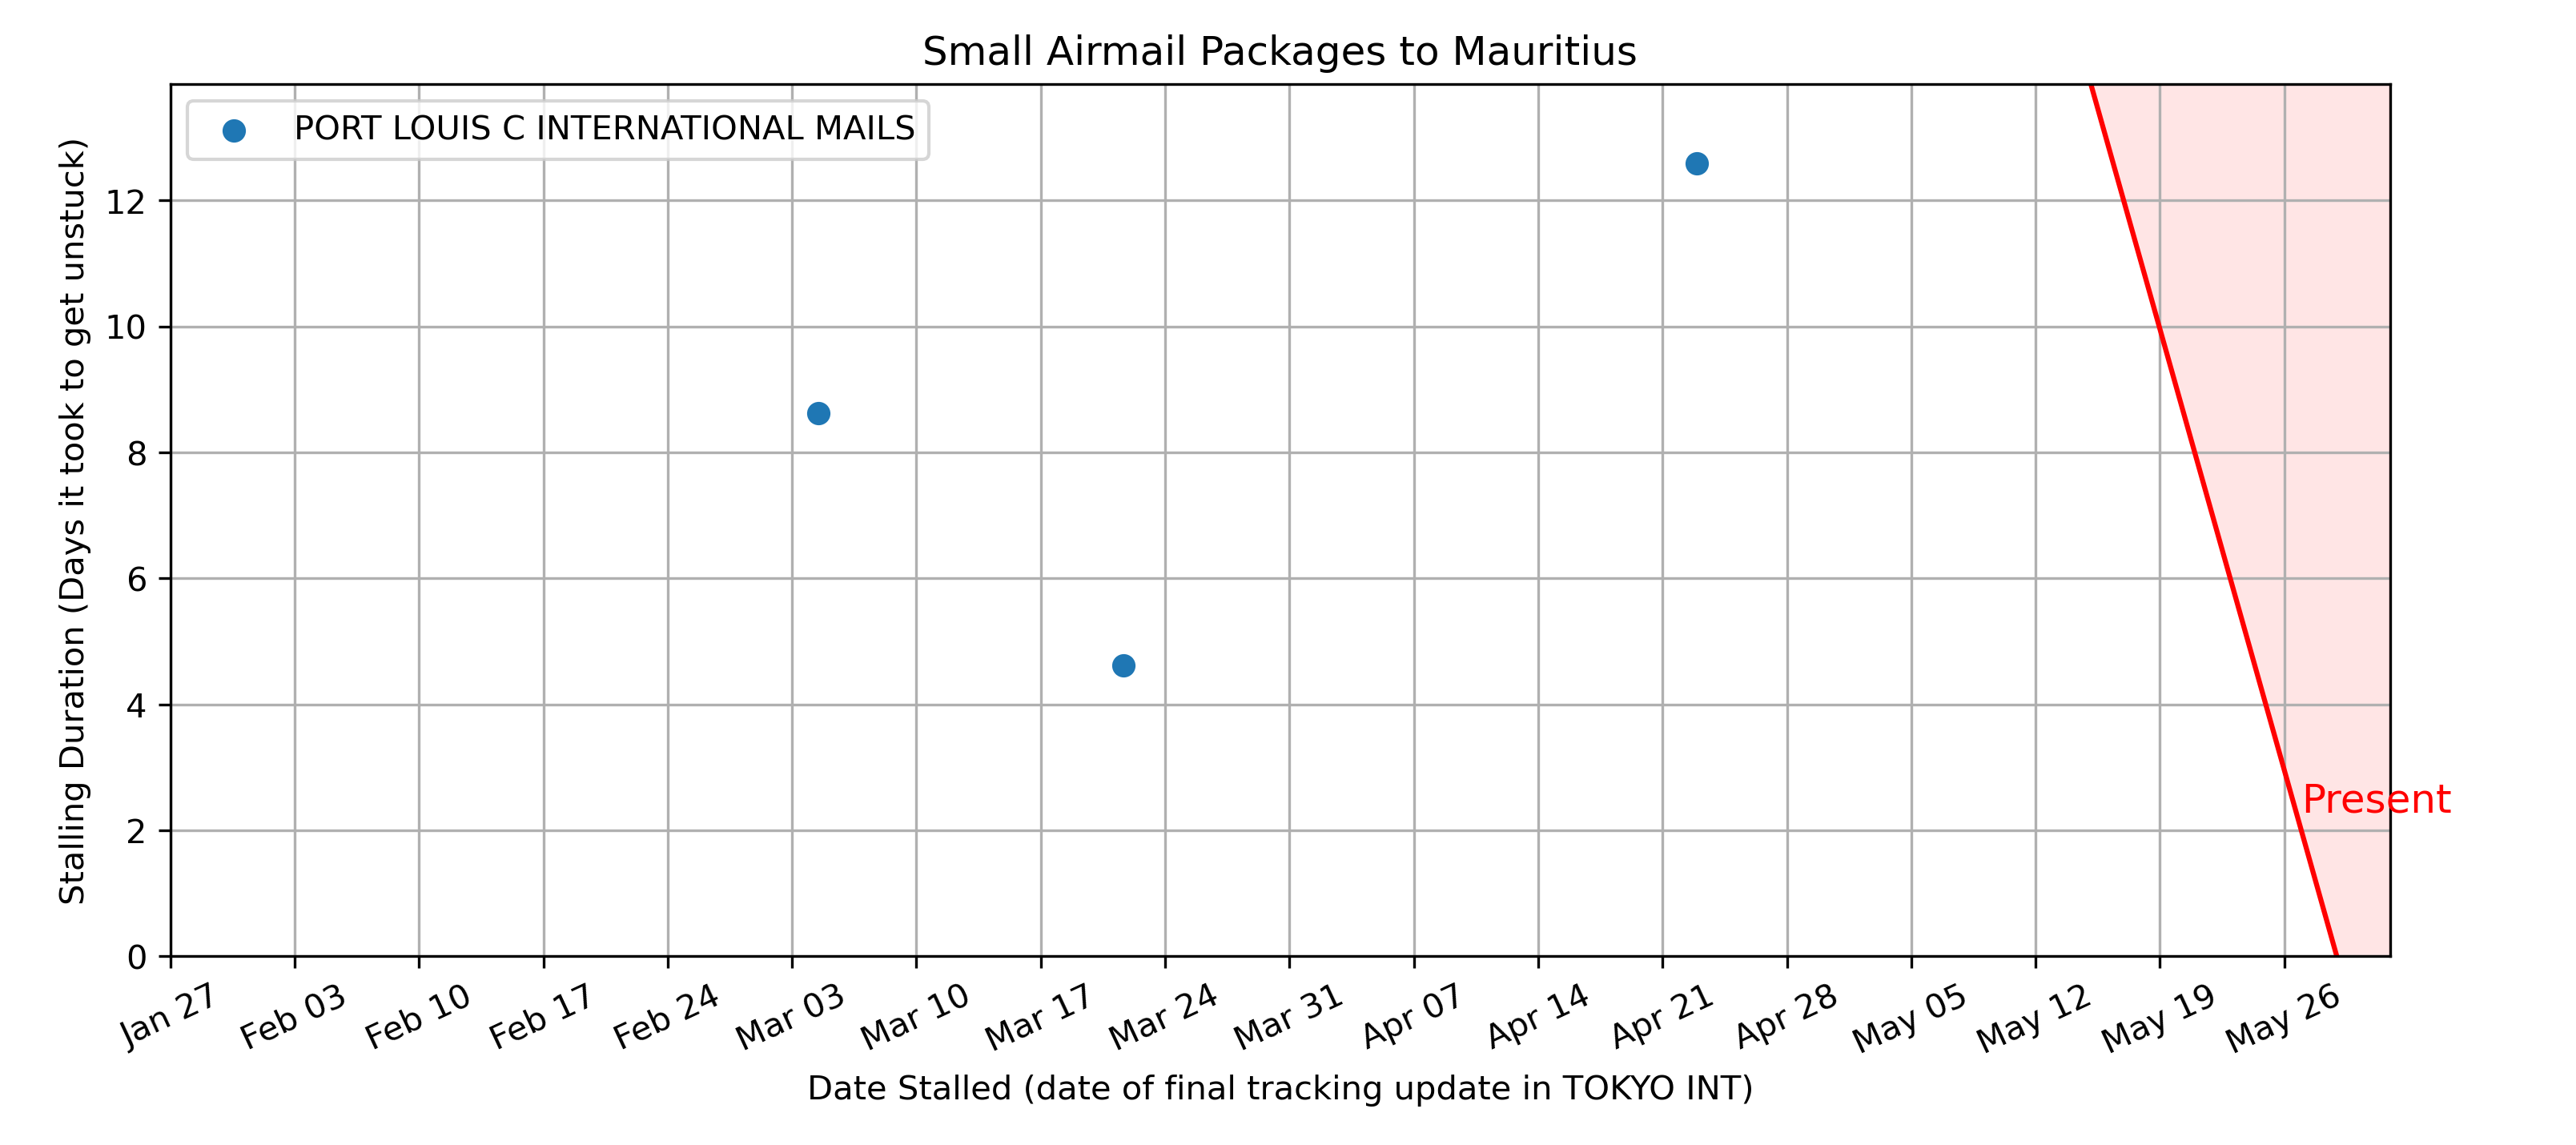 Small Airmail Packages to Mauritius
PORT LOUIS C INTERNATIONAL MAILS
Stalling Duration (Days it took to get unstuck)
12
10
8
6
4
2
0
Present
Jan 27
Feb 03
Feb 10
Feb 17
Feb 24
Mar 03
Mar 10
Mar 17
Mar 24
Mar 31
Apr 07
Apr 14
Apr 21
Apr 28
May 05
May 12
May 19
May 26
Date Stalled (date of final tracking update in TOKYO INT)